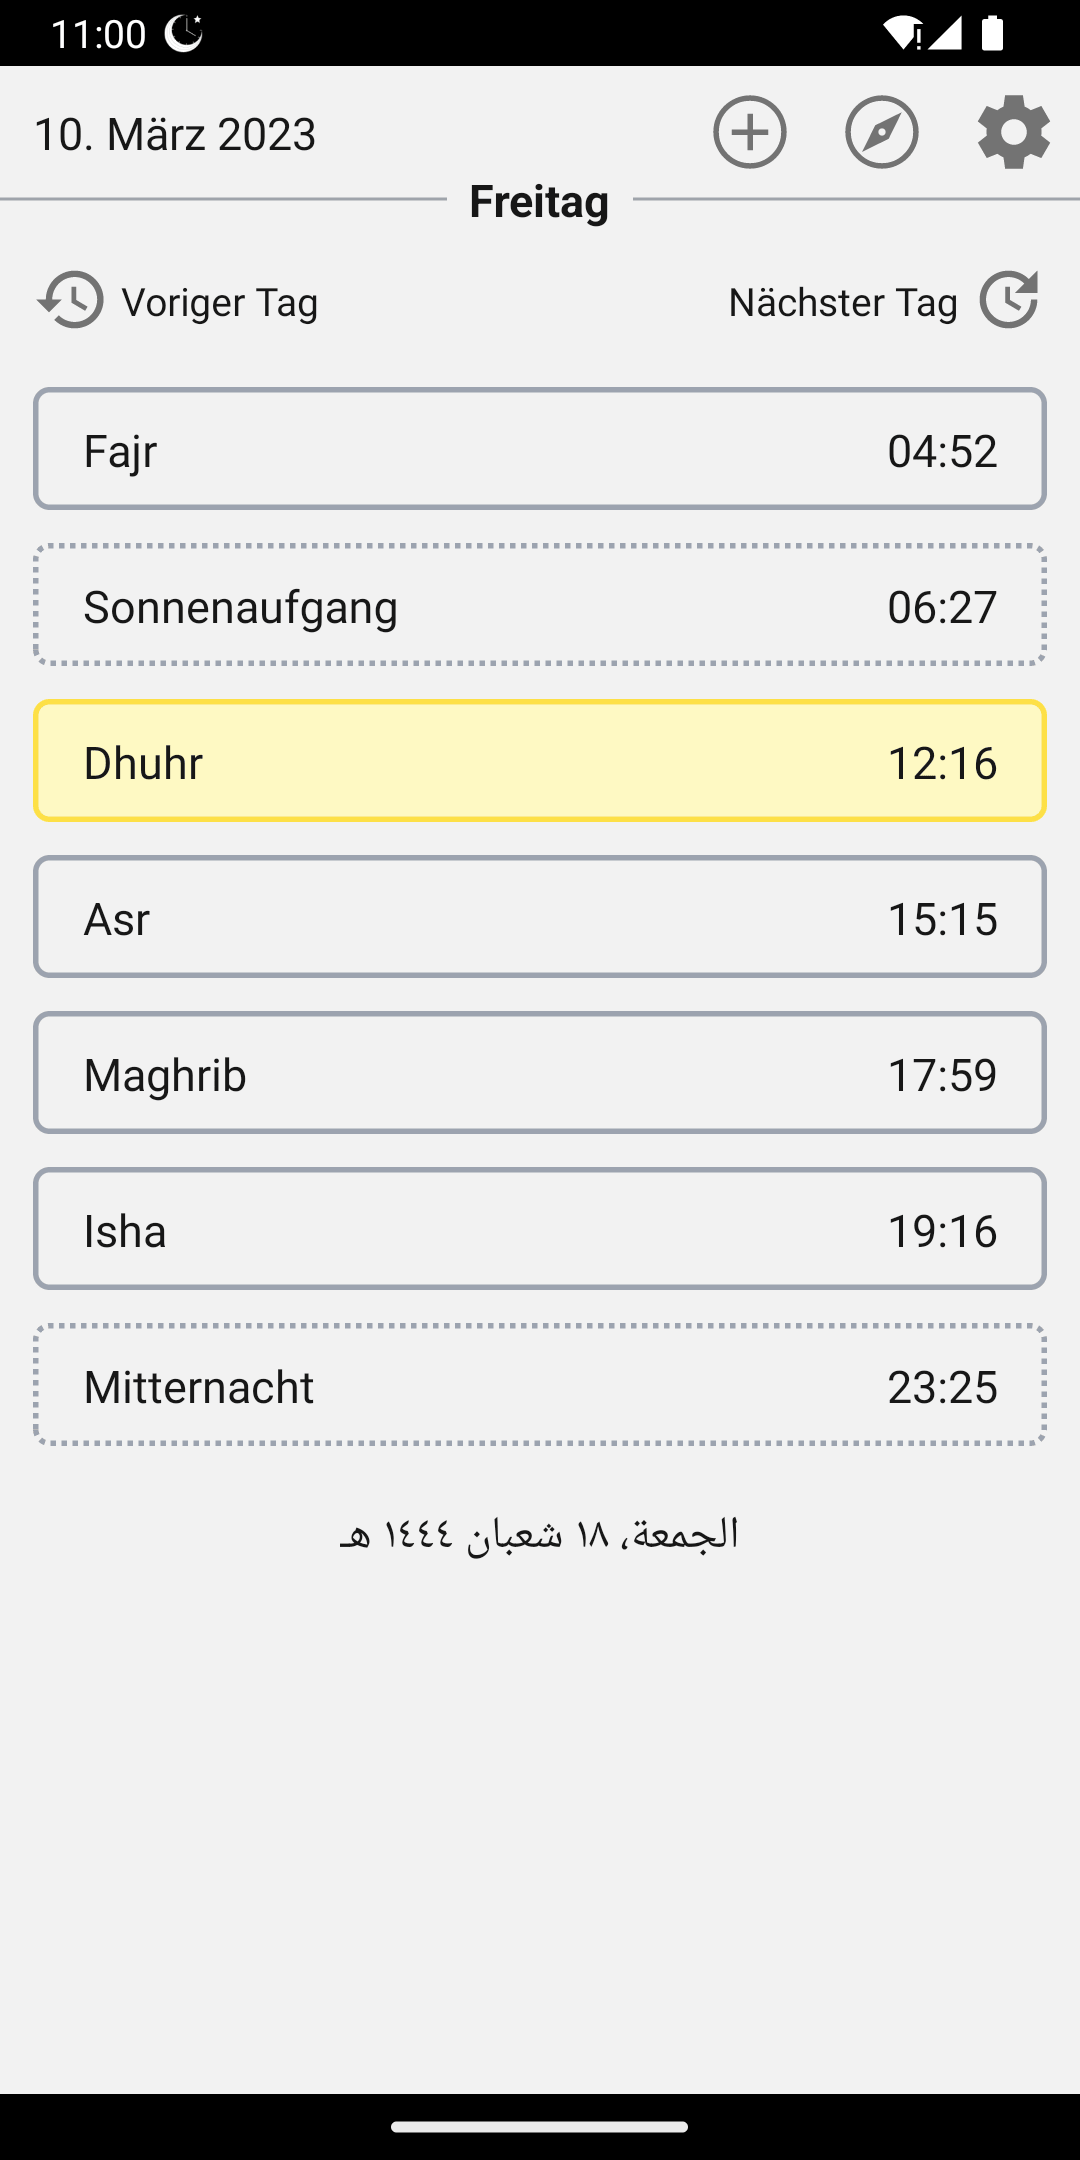 11:00
10. März 2023
Freitag
Voriger Tag Nächster Tag
Fajr 04:52
Sonnenaufgang 06:27
Dhuhr 12:16
Asr 15:15
Maghrib 17:59
Isha 19:16
Mitternacht 23:25
الجمعة، ١٨ شعبان ١٤٤٤ هـ